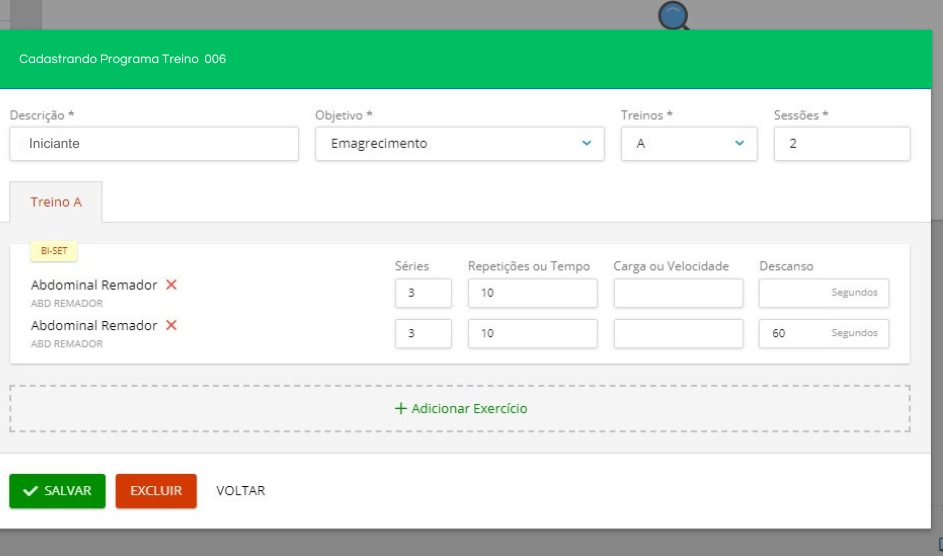 Cadastrando Programa Treino 006
Descrição * Objetivo * Treinos * Sessões *
Iniciante Emagrecimento A 2
Treino A
BI-SET
Séries Repetições ou Tempo Carga ou Velocidade Descanso
Abdominal Remador 3 10 Segundos
ABD REMADOR
Abdominal Remador 3 10 60 Segundos
ABD REMADOR
+ Adicionar Exercício
SALVAR EXCLUIR VOLTAR